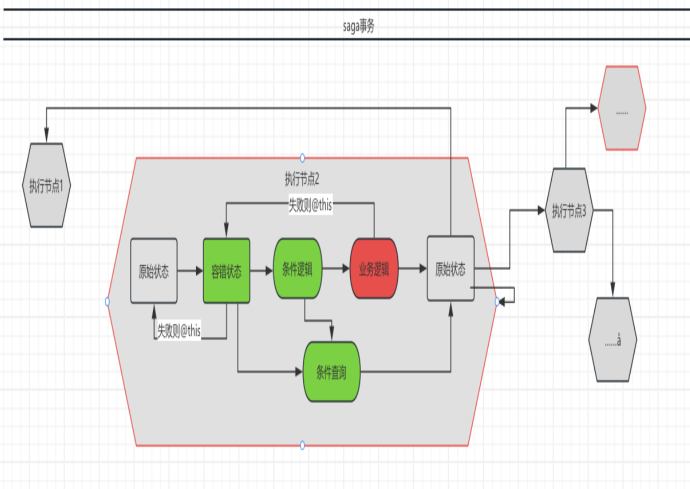 saga事务
......
执行节点1
执行节点2
执行节点3
失败则@this
原始状态
容错状态
条件逻辑
业务逻辑
原始状态
失败则@this
条件查询
......å